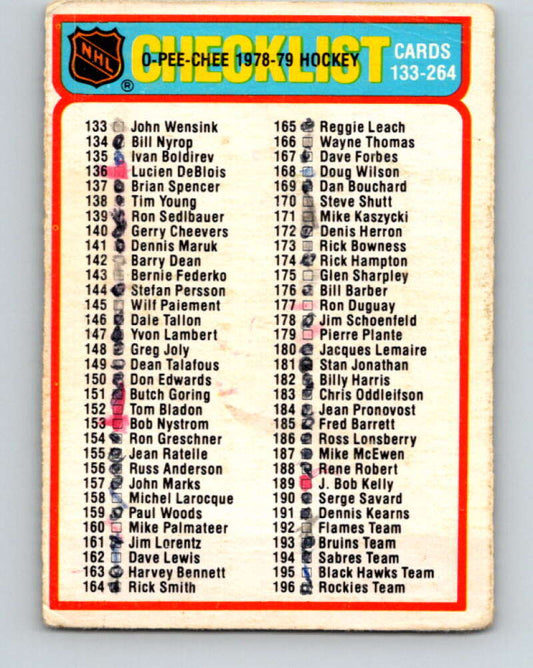 NHL
®
CHECKLIST
O-PEE-CHEE 1978-79 HOCKEY
CARDS
133-264
133 John Wensink
134 Bill Nyrop
135 Ivan Boldirev
136 Lucien DeBlois
137 Brian Spencer
138 Tim Young
139 Ron Sedlbauer
140 Gerry Cheevers
141 Dennis Maruk
142 Barry Dean
143 Bernie Federko
144 Stefan Persson
145 Wilf Paiement
146 Dale Tallon
147 Yvon Lambert
148 Greg Joly
149 Dean Talafous
150 Don Edwards
151 Butch Goring
152 Tom Bladon
153 Bob Nystrom
154 Ron Greschner
155 Jean Ratelle
156 Russ Anderson
157 John Marks
158 Michel Larocque
159 Paul Woods
160 Mike Palmateer
161 Jim Lorentz
162 Dave Lewis
163 Harvey Bennett
164 Rick Smith
165 Reggie Leach
166 Wayne Thomas
167 Dave Forbes
168 Doug Wilson
169 Dan Bouchard
170 Steve Shutt
171 Mike Kaszycki
172 Denis Herron
173 Rick Bowness
174 Rick Hampton
175 Glen Sharpley
176 Bill Barber
177 Ron Duguay
178 Jim Schoenfeld
179 Pierre Plante
180 Jacques Lemaire
181 Stan Jonathan
182 Billy Harris
183 Chris Oddleifson
184 Jean Pronovost
185 Fred Barrett
186 Ross Lonsberry
187 Mike McEwen
188 Rene Robert
189 J. Bob Kelly
190 Serge Savard
191 Dennis Kearns
192 Flames Team
193 Bruins Team
194 Sabres Team
195 Black Hawks Team
196 Rockies Team